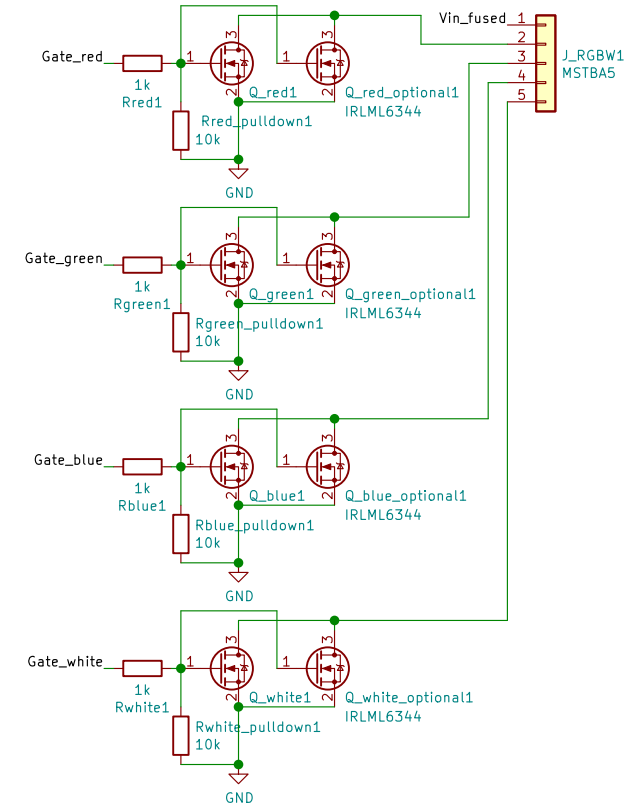 Vin_fused
1
2
3
4
5
J_RGBW1
MSTBA5
Gate_red
1k
Rred1
1
3
2
Q_red1
1
3
2
Q_red_optional1
IRLML6344
Rred_pulldown1
10k
GND
Gate_green
1k
Rgreen1
1
3
2
Q_green1
1
3
2
Q_green_optional1
IRLML6344
Rgreen_pulldown1
10k
GND
Gate_blue
1k
Rblue1
1
3
2
Q_blue1
1
3
2
Q_blue_optional1
IRLML6344
Rblue_pulldown1
10k
GND
Gate_white
1k
Rwhite1
1
3
2
Q_white1
1
3
2
Q_white_optional1
IRLML6344
Rwhite_pulldown1
10k
GND